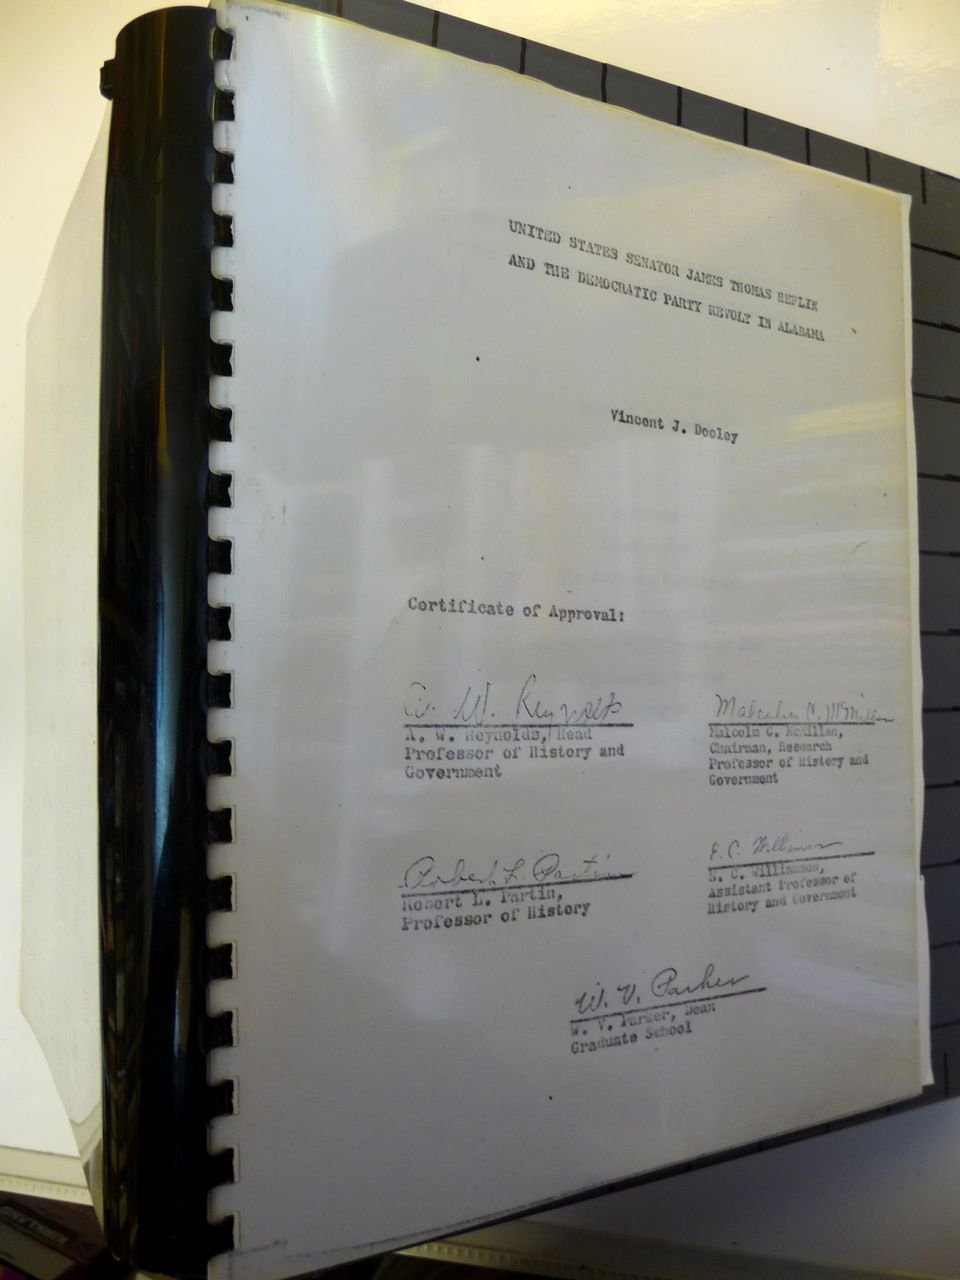 UNITED STATES SENATOR JAMES THOMAS HEFLIN
AND THE DEMOCRATIC PARTY REVOLT IN ALABAMA
Vincent J. Dooley
Certificate of Approval:
A. W. Reynolds
A. W. Reynolds, Head
Professor of History and
Government
Malcolm C. McMillan
Malcolm C. McMillan,
Chairman, Research
Professor of History and
Government
Robert L. Partin
Robert L. Partin,
Professor of History
E. C. Williamson
E. C. Williamson,
Assistant Professor of
History and Government
W. V. Parker
W. V. Parker, Dean
Graduate School